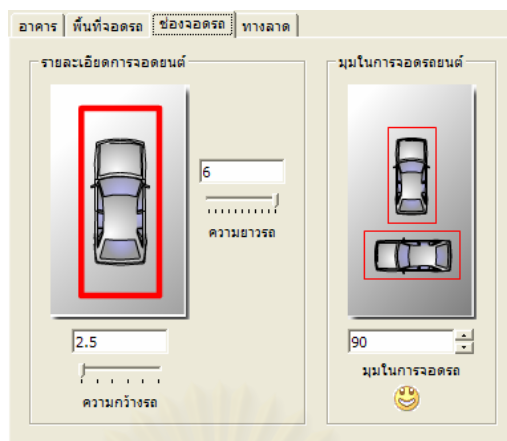 อาคาร พื้นที่จอดรถ ช่องจอดรถ ทางลาด
รายละเอียดการจอดยนต์
6
ความยาวรถ
2.5
ความกว้างรถ
มุมในการจอดรถยนต์
90
มุมในการจอดรถ